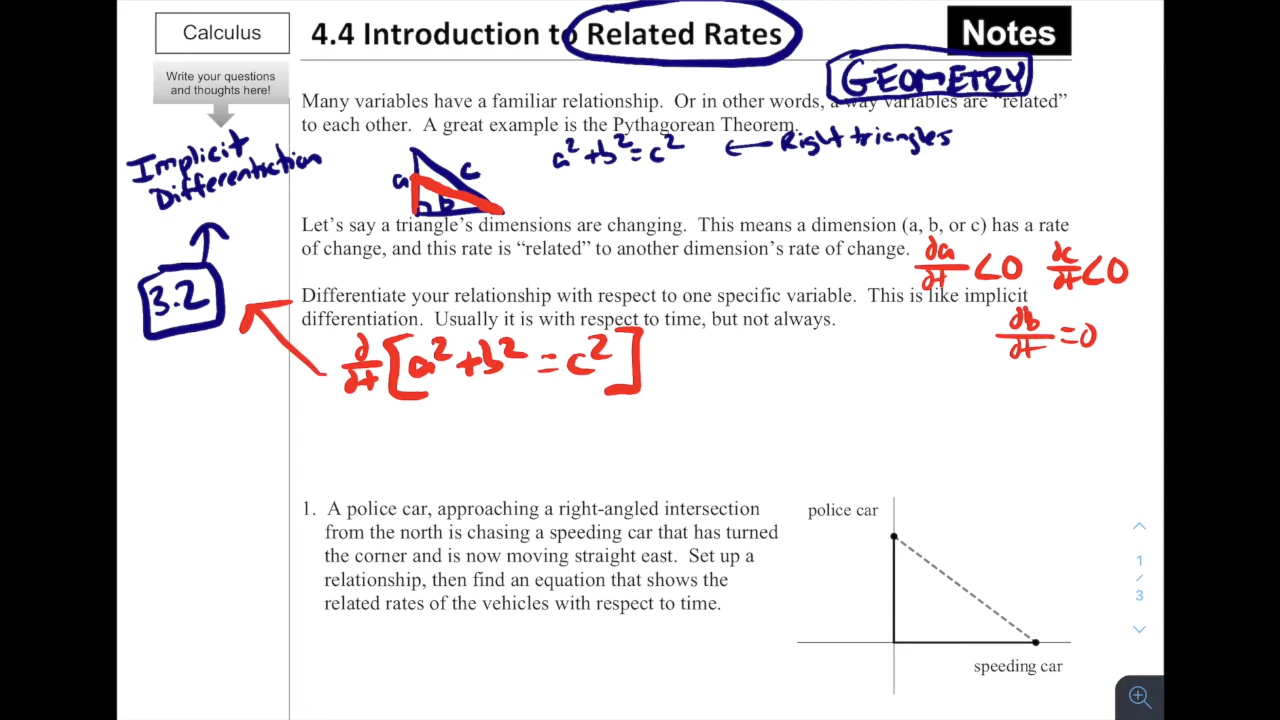 Calculus
4.4 Introduction to Related Rates
Notes
Write your questions
and thoughts here!
GEOMETRY
Many variables have a familiar relationship. Or in other words, a way variables are "related"
to each other. A great example is the Pythagorean Theorem.
Implicit
Differentiation
a² + b² = c² ← Right triangles
a
c
b
Let's say a triangle's dimensions are changing. This means a dimension (a, b, or c) has a rate
of change, and this rate is "related" to another dimension's rate of change.
da/dt < 0 dc/dt < 0
3.2
Differentiate your relationship with respect to one specific variable. This is like implicit
differentiation. Usually it is with respect to time, but not always.
db/dt = 0
d/dt [a² + b² = c²]
1. A police car, approaching a right-angled intersection
from the north is chasing a speeding car that has turned
the corner and is now moving straight east. Set up a
relationship, then find an equation that shows the
related rates of the vehicles with respect to time.
police car
speeding car
1
/
3